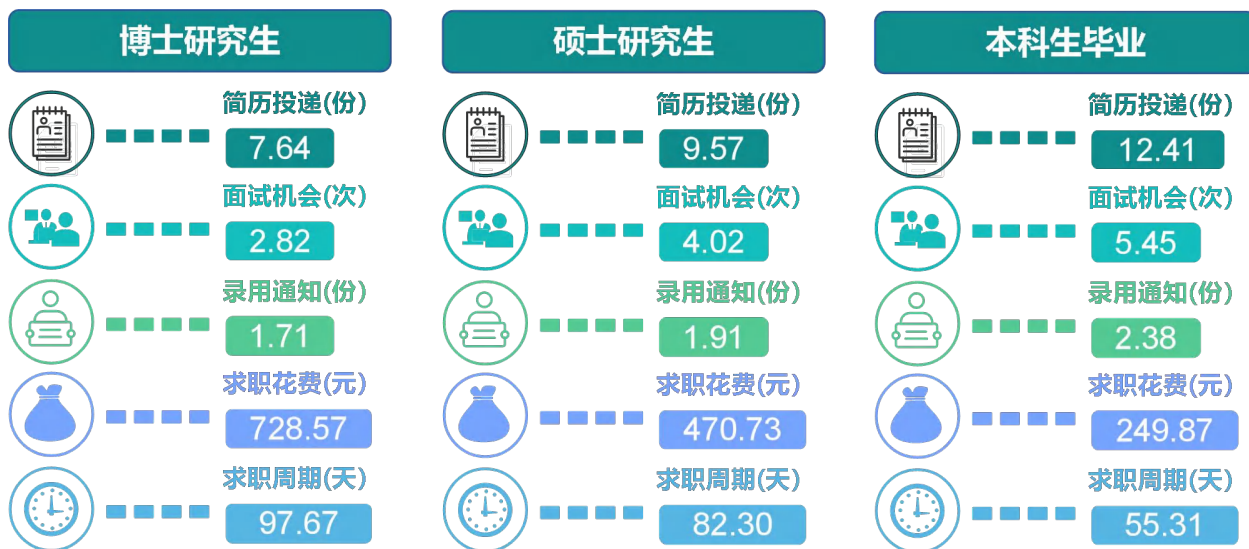 博士研究生
简历投递(份)
7.64
面试机会(次)
2.82
录用通知(份)
1.71
求职花费(元)
728.57
求职周期(天)
97.67
硕士研究生
简历投递(份)
9.57
面试机会(次)
4.02
录用通知(份)
1.91
求职花费(元)
470.73
求职周期(天)
82.30
本科生毕业
简历投递(份)
12.41
面试机会(次)
5.45
录用通知(份)
2.38
求职花费(元)
249.87
求职周期(天)
55.31